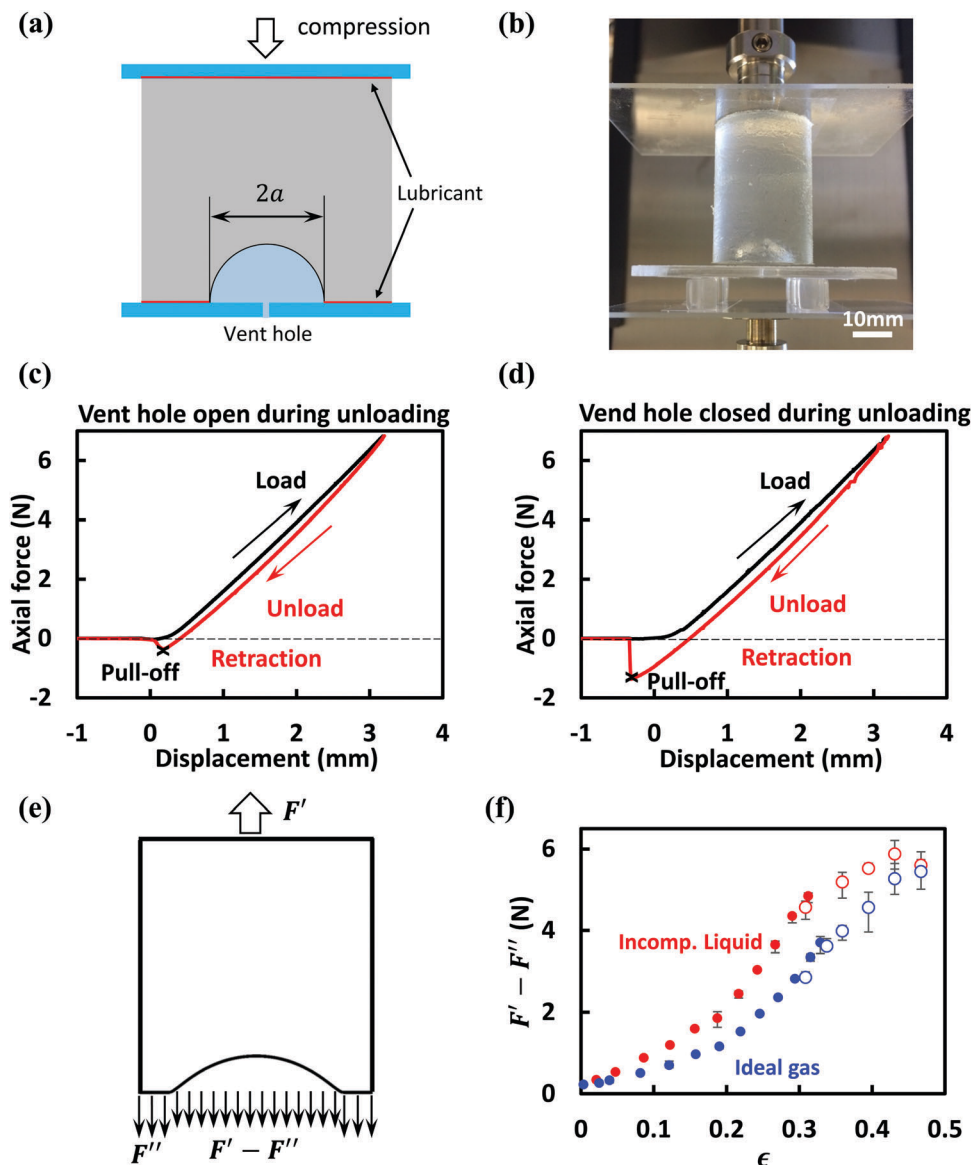 (a)
compression
Lubricant
2a
Vent hole
(b)
10mm
(c)
Vent hole open during unloading
Axial force (N)
6
4
2
0
-2
Load
Unload
Retraction
Pull-off
-1 0 1 2 3 4
Displacement (mm)
(d)
Vend hole closed during unloading
Axial force (N)
6
4
2
0
-2
Load
Unload
Retraction
Pull-off
-1 0 1 2 3 4
Displacement (mm)
(e)
F′
F″
F′ − F″
(f)
F′ − F″ (N)
6
4
2
0
Incomp. Liquid
Ideal gas
0 0.1 0.2 0.3 0.4 0.5
ϵ